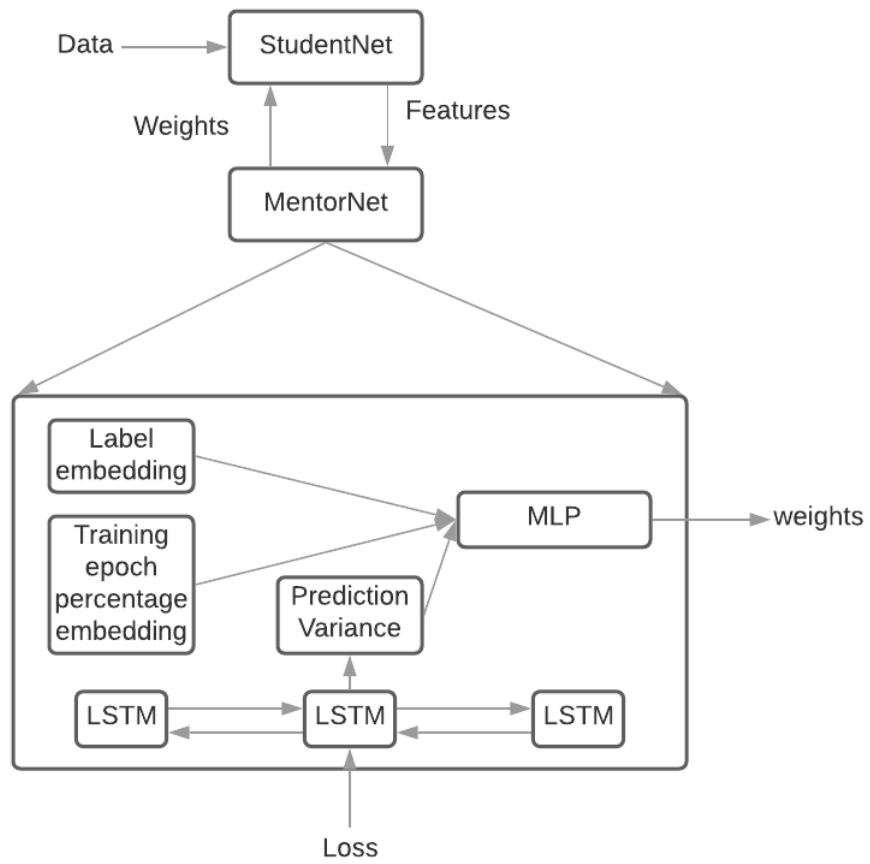 Data
StudentNet
Weights
Features
MentorNet
Label
embedding
Training
epoch
percentage
embedding
MLP
weights
Prediction
Variance
LSTM
LSTM
LSTM
Loss